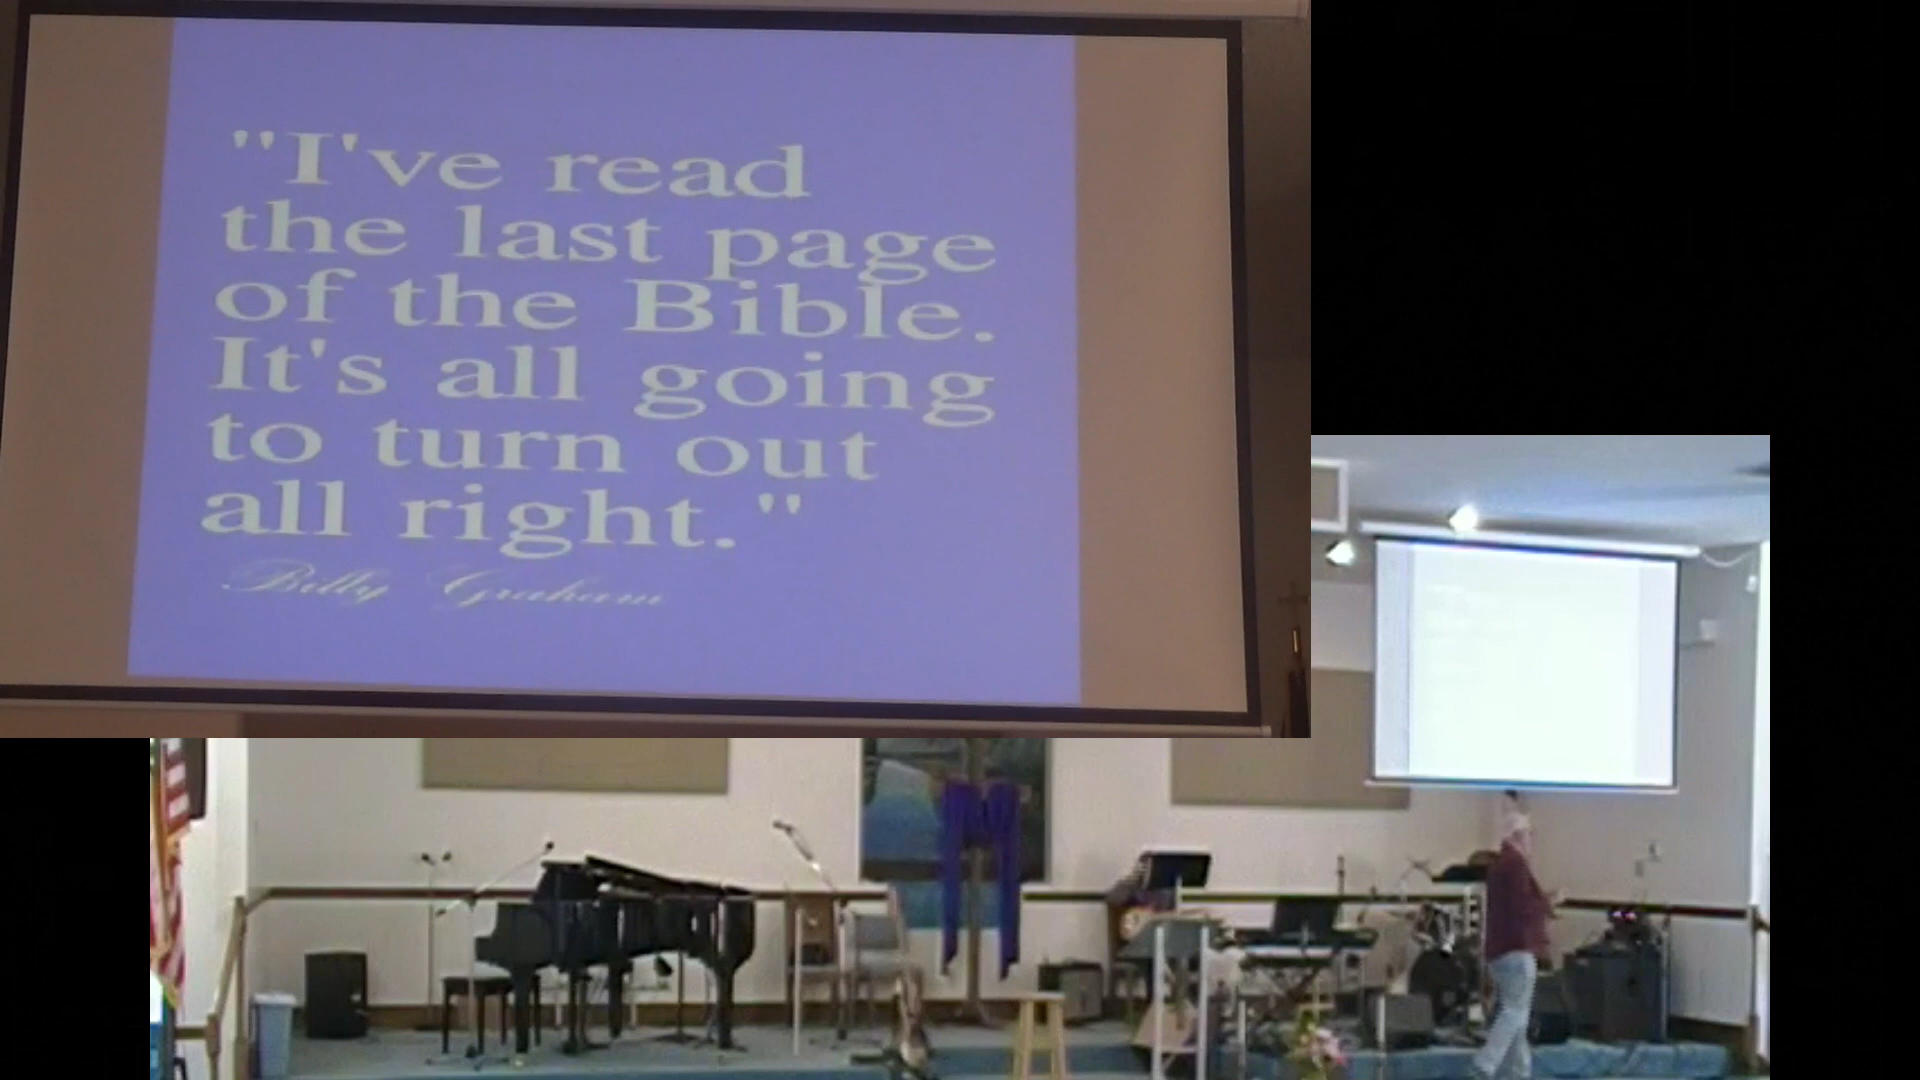 "I've read
the last page
of the Bible.
It's all going
to turn out
all right."
Billy Graham